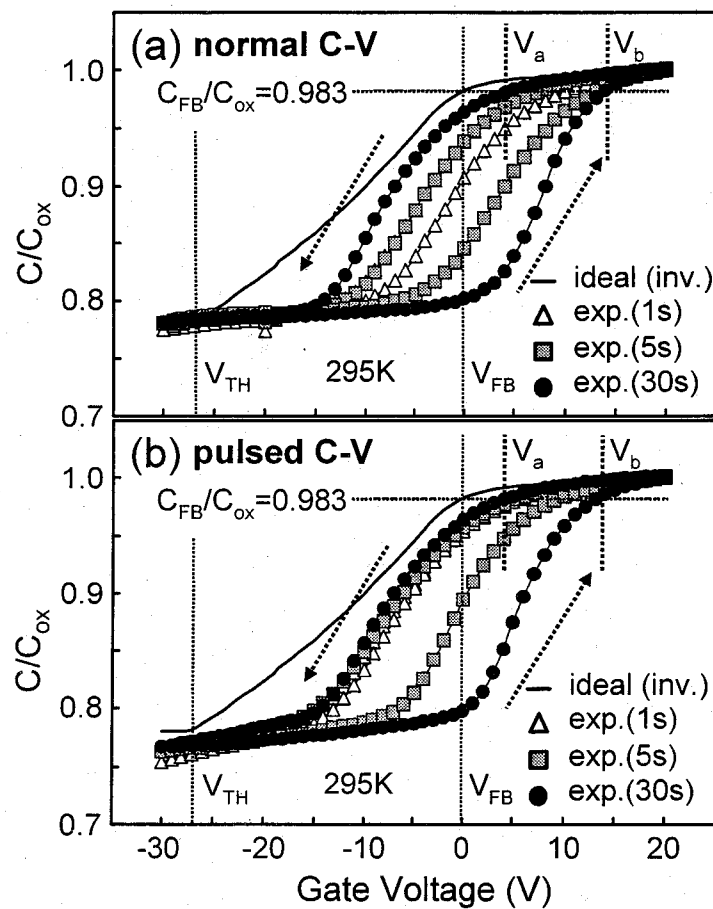 (a) normal C-V
V_a
V_b
1.0
C_FB/C_ox=0.983
0.9
C/C_ox
0.8
0.7
ideal (inv.)
exp.(1s)
exp.(5s)
exp.(30s)
V_TH
295K
V_FB
(b) pulsed C-V
V_a
V_b
1.0
C_FB/C_ox=0.983
0.9
C/C_ox
0.8
0.7
ideal (inv.)
exp.(1s)
exp.(5s)
exp.(30s)
V_TH
295K
V_FB
-30 -20 -10 0 10 20
Gate Voltage (V)